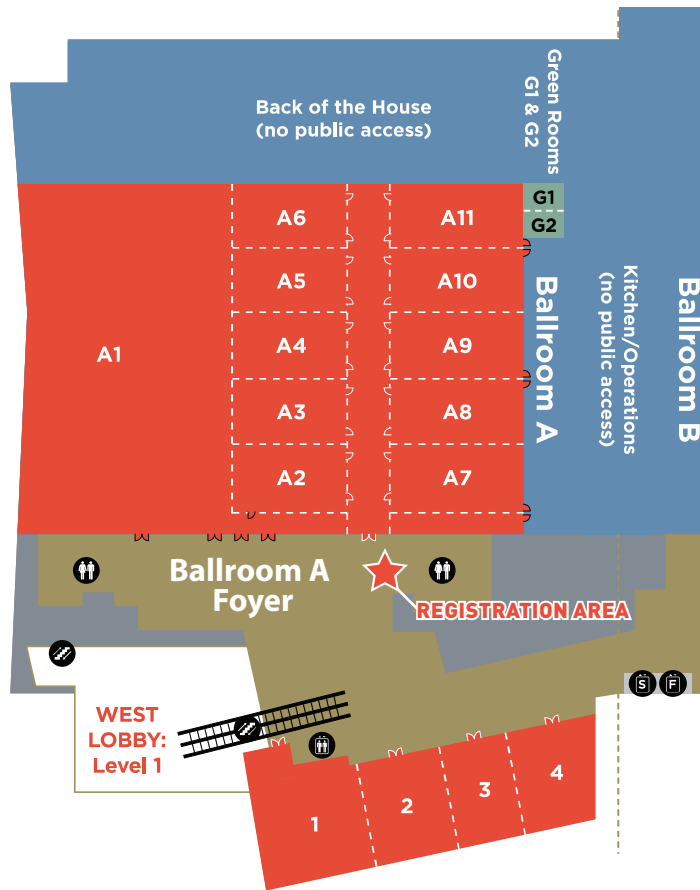 Back of the House
(no public access)
Green Rooms
G1 & G2
G1
G2
A6
A11
A5
A10
A1
A4
A9
A3
A8
A2
A7
Ballroom A
Kitchen/Operations
(no public access)
Ballroom B
Ballroom A
Foyer
REGISTRATION AREA
S
F
WEST
LOBBY:
Level 1
1
2
3
4